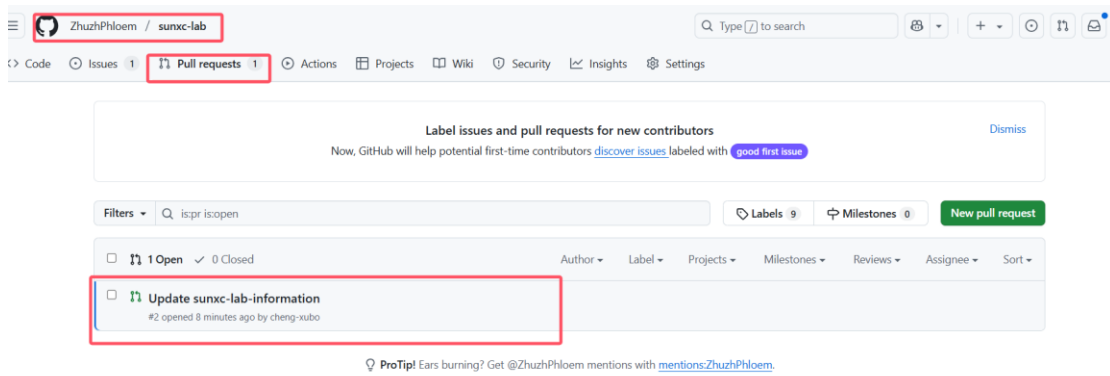 ZhuzhPhloem / sunxc-lab
Type / to search
Code Issues 1 Pull requests 1 Actions Projects Wiki Security Insights Settings
Label issues and pull requests for new contributors
Dismiss
Now, GitHub will help potential first-time contributors discover issues labeled with good first issue
Filters is:pr is:open Labels 9 Milestones 0 New pull request
1 Open 0 Closed Author Label Projects Milestones Reviews Assignee Sort
Update sunxc-lab-information
#2 opened 8 minutes ago by cheng-xubo
ProTip! Ears burning? Get @ZhuzhPhloem mentions with mentions:ZhuzhPhloem.